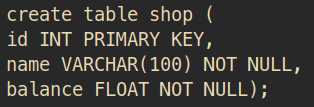 create table shop (
id INT PRIMARY KEY,
name VARCHAR(100) NOT NULL,
balance FLOAT NOT NULL);